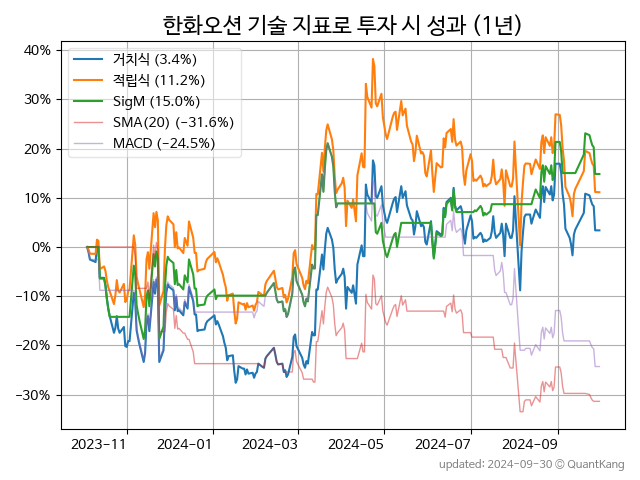 한화오션 기술 지표로 투자 시 성과 (1년)
거치식 (3.4%)
적립식 (11.2%)
SigM (15.0%)
SMA(20) (−31.6%)
MACD (−24.5%)
40%
30%
20%
10%
0%
−10%
−20%
−30%
2023-11 2024-01 2024-03 2024-05 2024-07 2024-09
updated: 2024-09-30 © QuantKang